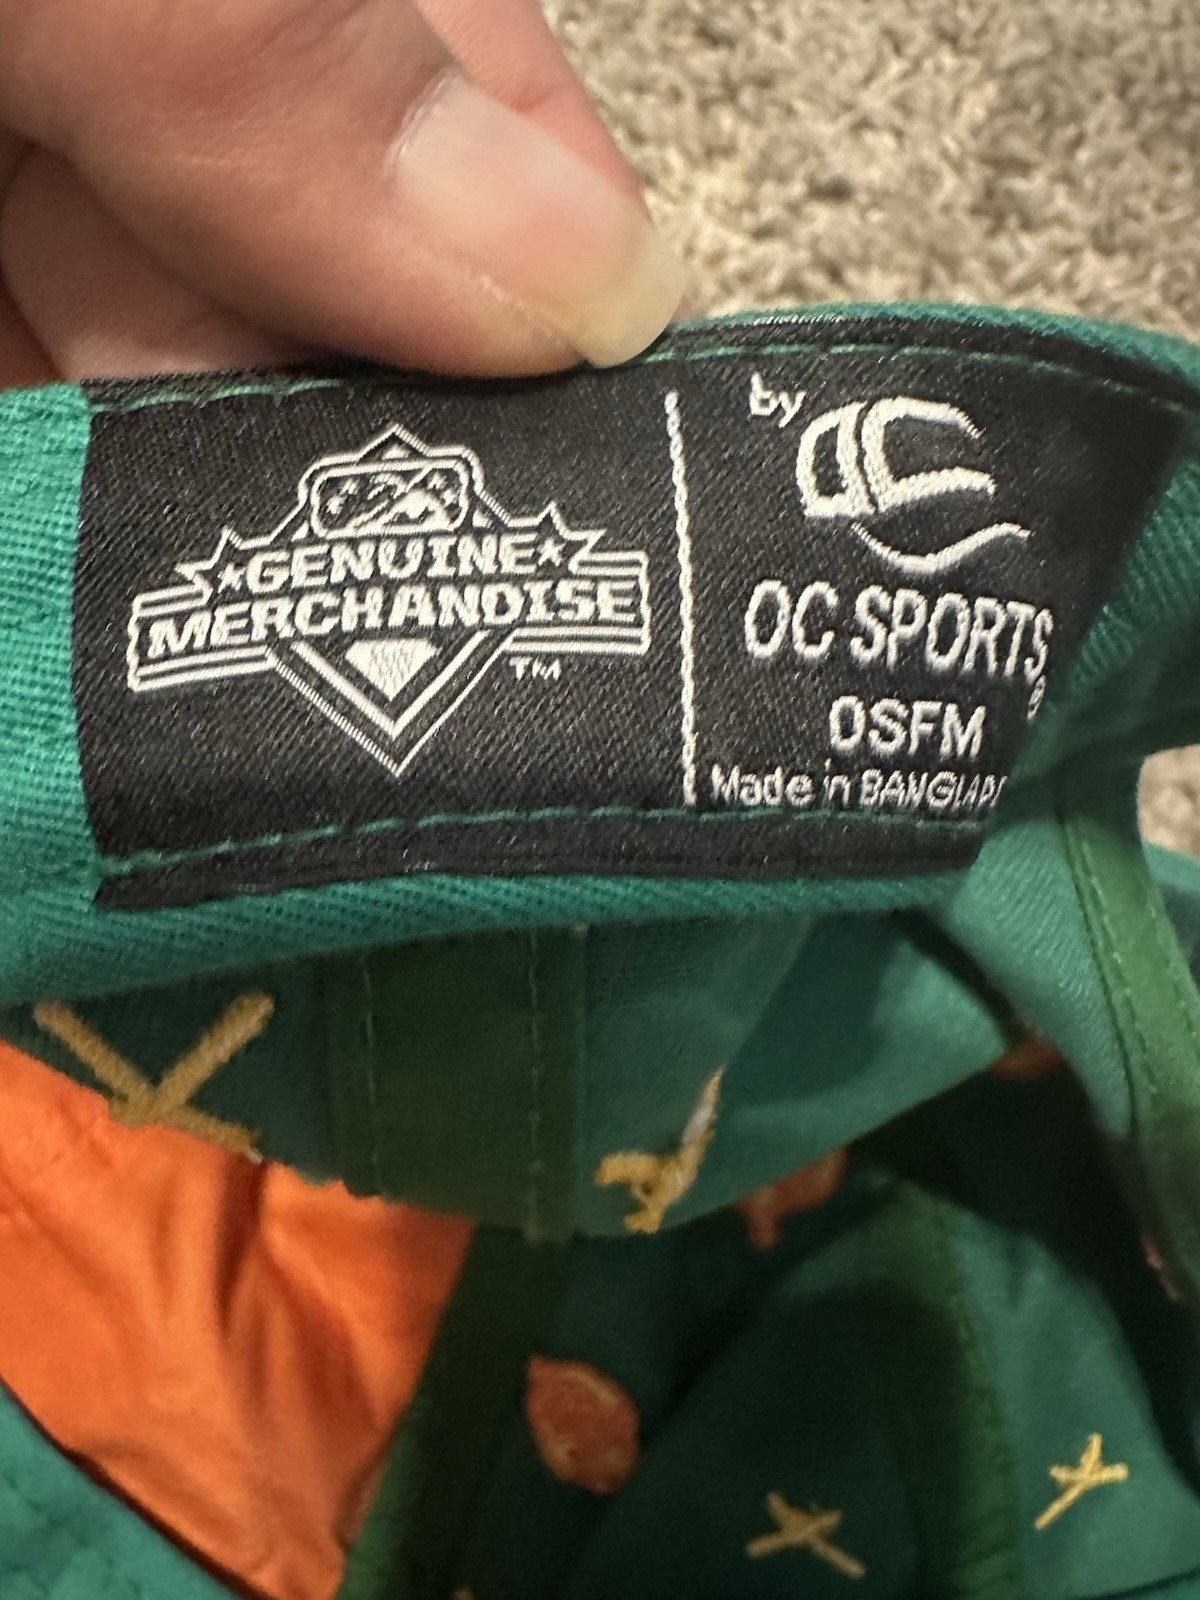 ★GENUINE★
MERCHANDISE
TM
by
OC SPORTS®
OSFM
Made in